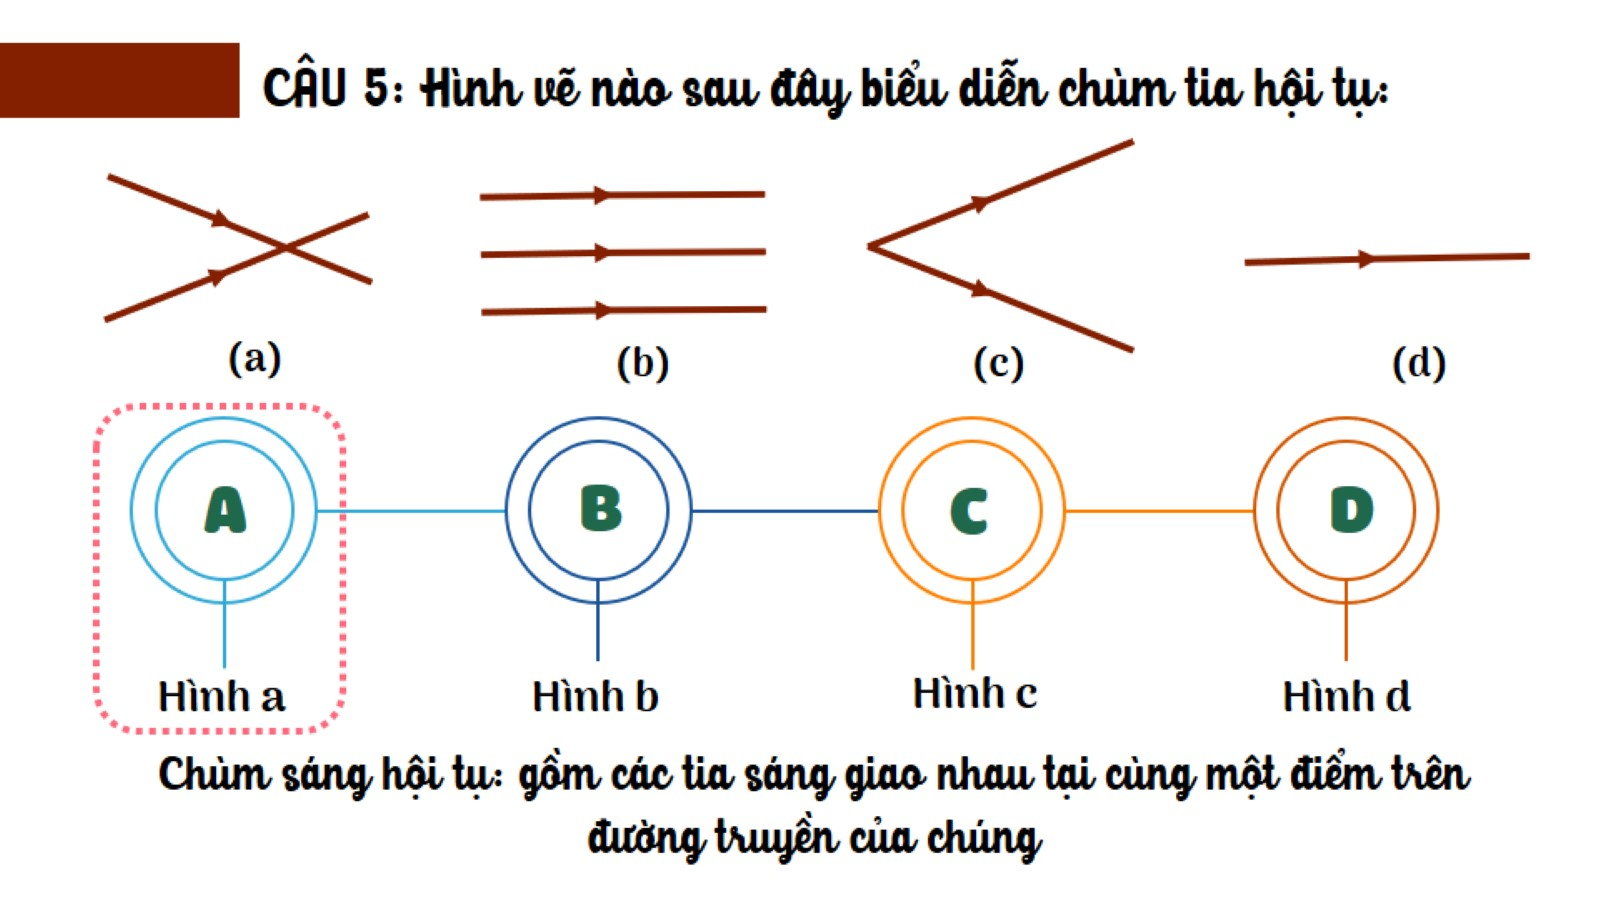 CÂU 5: Hình vẽ nào sau đây biểu diễn chùm tia hội tụ:
(a) (b) (c) (d)
A B C D
Hình a Hình b Hình c Hình d
Chùm sáng hội tụ: gồm các tia sáng giao nhau tại cùng một điểm trên
đường truyền của chúng